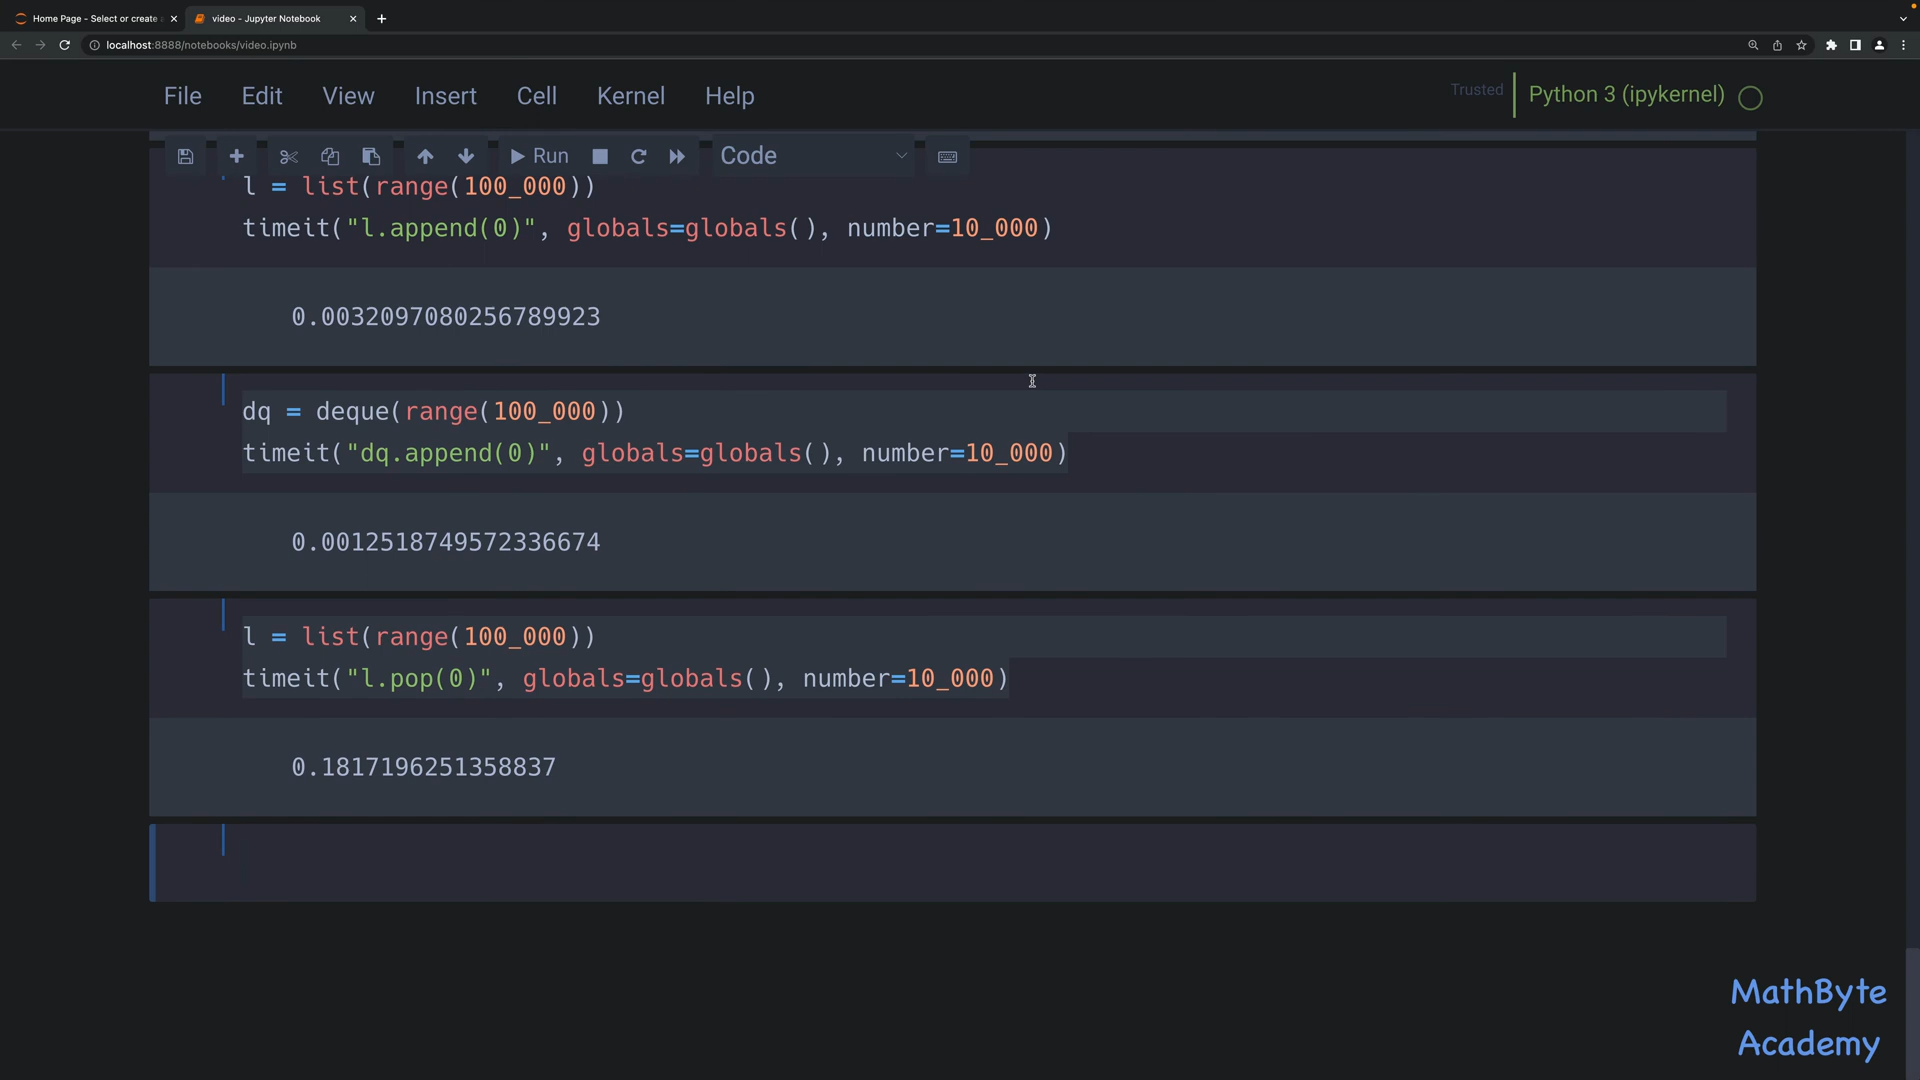 Home Page - Select or create
video - Jupyter Notebook
localhost:8888/notebooks/video.ipynb
File Edit View Insert Cell Kernel Help
Trusted
Python 3 (ipykernel)
Run
Code
l = list(range(100_000))
timeit("l.append(0)", globals=globals(), number=10_000)
0.0032097080256789923
dq = deque(range(100_000))
timeit("dq.append(0)", globals=globals(), number=10_000)
0.0012518749572336674
l = list(range(100_000))
timeit("l.pop(0)", globals=globals(), number=10_000)
0.1817196251358837
MathByte
Academy